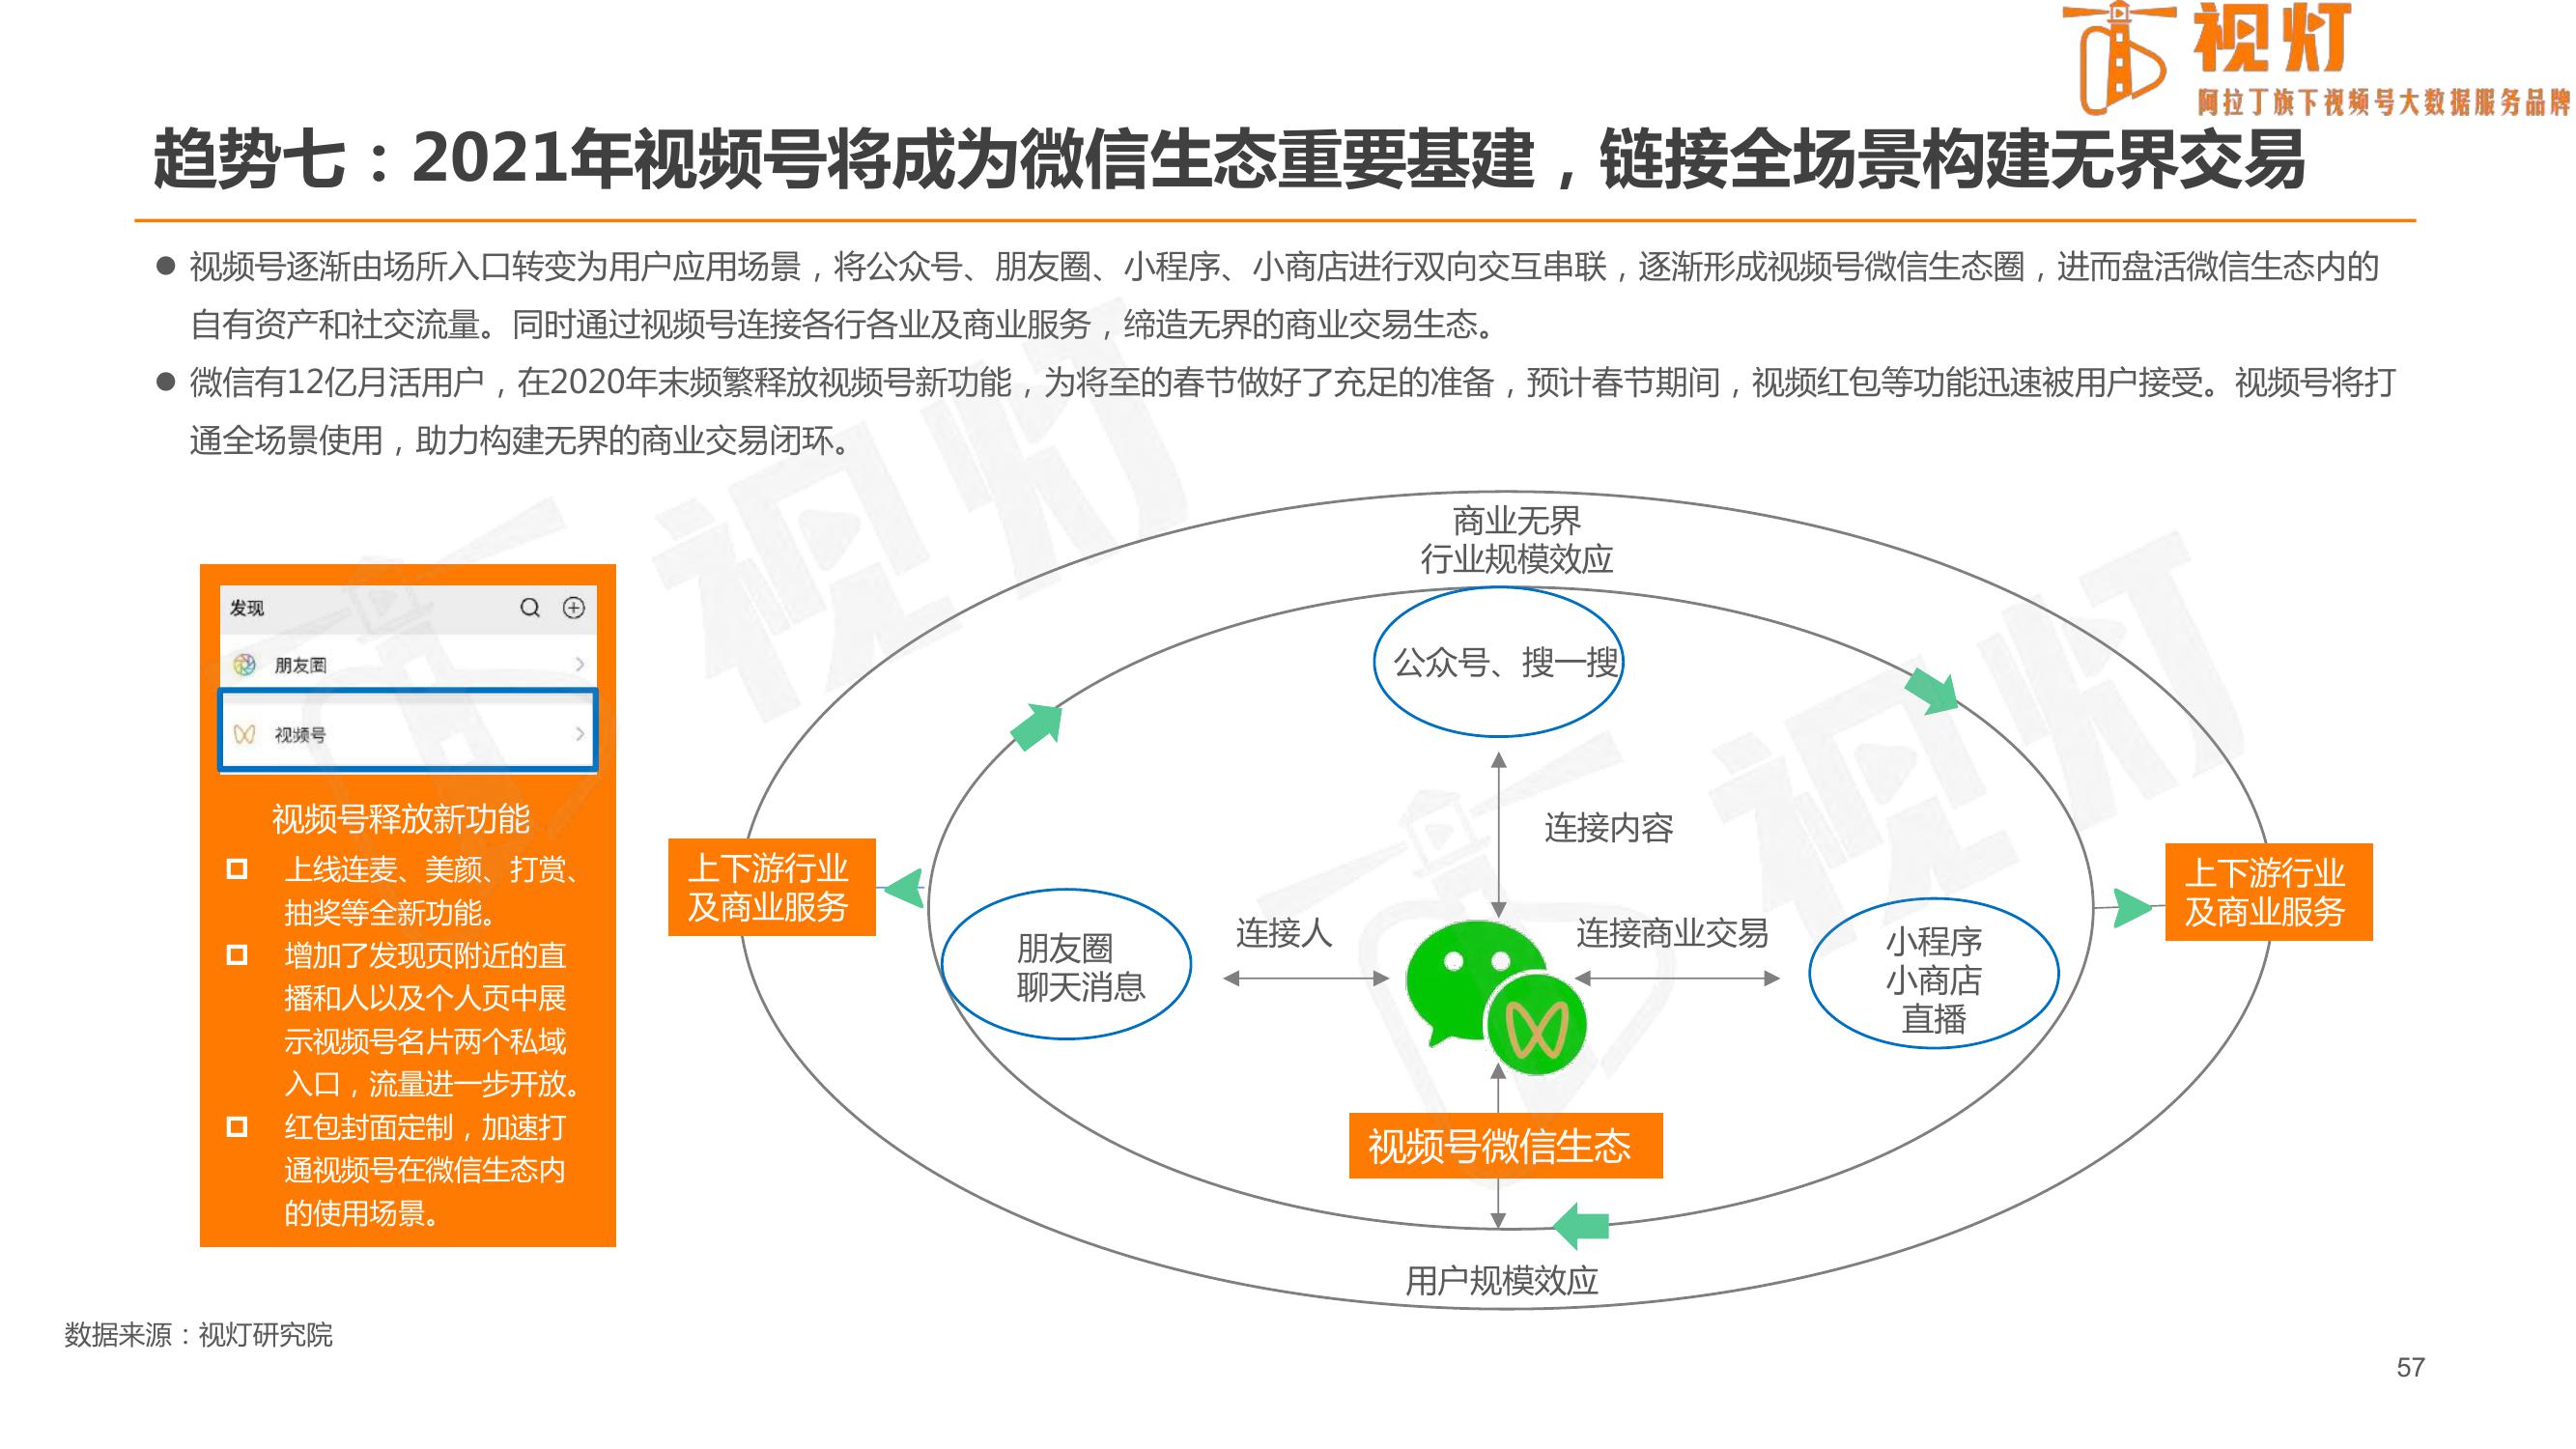 视灯
阿拉丁旗下视频号大数据服务品牌
趋势七：2021年视频号将成为微信生态重要基建，链接全场景构建无界交易
● 视频号逐渐由场所入口转变为用户应用场景，将公众号、朋友圈、小程序、小商店进行双向交互串联，逐渐形成视频号微信生态圈，进而盘活微信生态内的
自有资产和社交流量。同时通过视频号连接各行各业及商业服务，缔造无界的商业交易生态。
● 微信有12亿月活用户，在2020年末频繁释放视频号新功能，为将至的春节做好了充足的准备，预计春节期间，视频红包等功能迅速被用户接受。视频号将打
通全场景使用，助力构建无界的商业交易闭环。
发现
朋友圈
视频号
视频号释放新功能
上线连麦、美颜、打赏、
抽奖等全新功能。
增加了发现页附近的直
播和人以及个人页中展
示视频号名片两个私域
入口，流量进一步开放。
红包封面定制，加速打
通视频号在微信生态内
的使用场景。
商业无界
行业规模效应
公众号、搜一搜
连接内容
上下游行业
及商业服务
朋友圈
聊天消息
连接人
连接商业交易
小程序
小商店
直播
上下游行业
及商业服务
视频号微信生态
用户规模效应
数据来源：视灯研究院
57
视灯
视灯